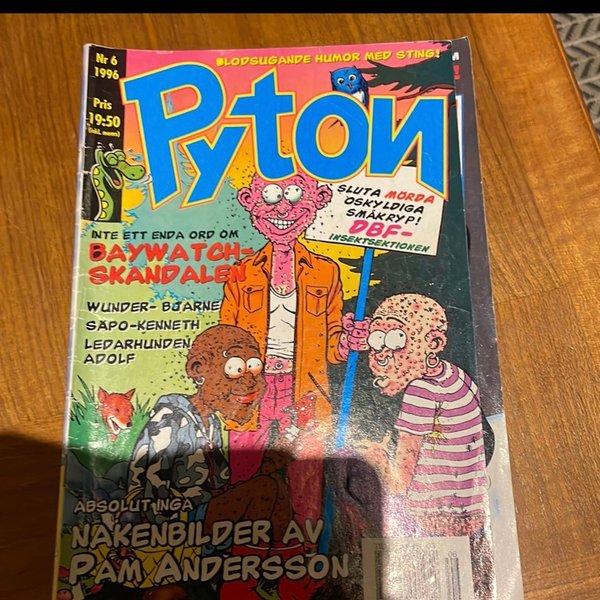 Nr 6
1996
BLODSUGANDE HUMOR MED STING!
Pyton
Pris
19:50
(inkl. moms)
SLUTA MÖRDA
OSKYLDIGA
SMÅKRYP!
DBF-
INSEKTSEKTIONEN
INTE ETT ENDA ORD OM
BAYWATCH-
SKANDALEN
WUNDER-BJARNE
SÄPO-KENNETH
LEDARHUNDEN
ADOLF
ABSOLUT INGA
NAKENBILDER AV
PAM ANDERSSON